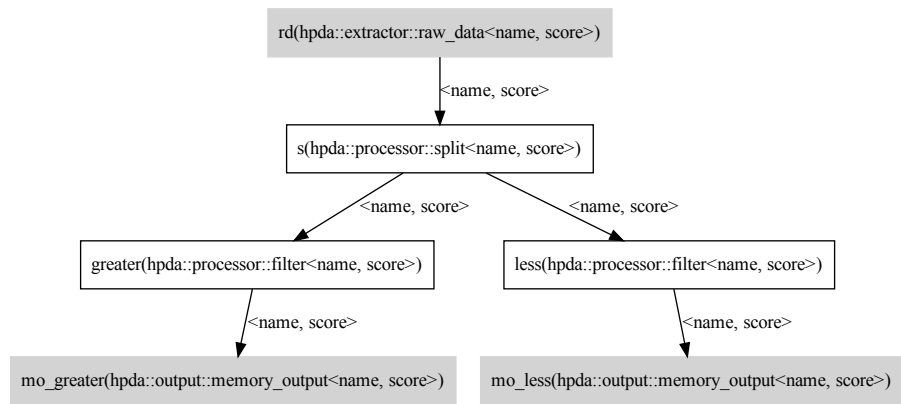 rd(hpda::extractor::raw_data<name, score>)
<name, score>
s(hpda::processor::split<name, score>)
<name, score>
<name, score>
greater(hpda::processor::filter<name, score>)
less(hpda::processor::filter<name, score>)
<name, score>
<name, score>
mo_greater(hpda::output::memory_output<name, score>)
mo_less(hpda::output::memory_output<name, score>)